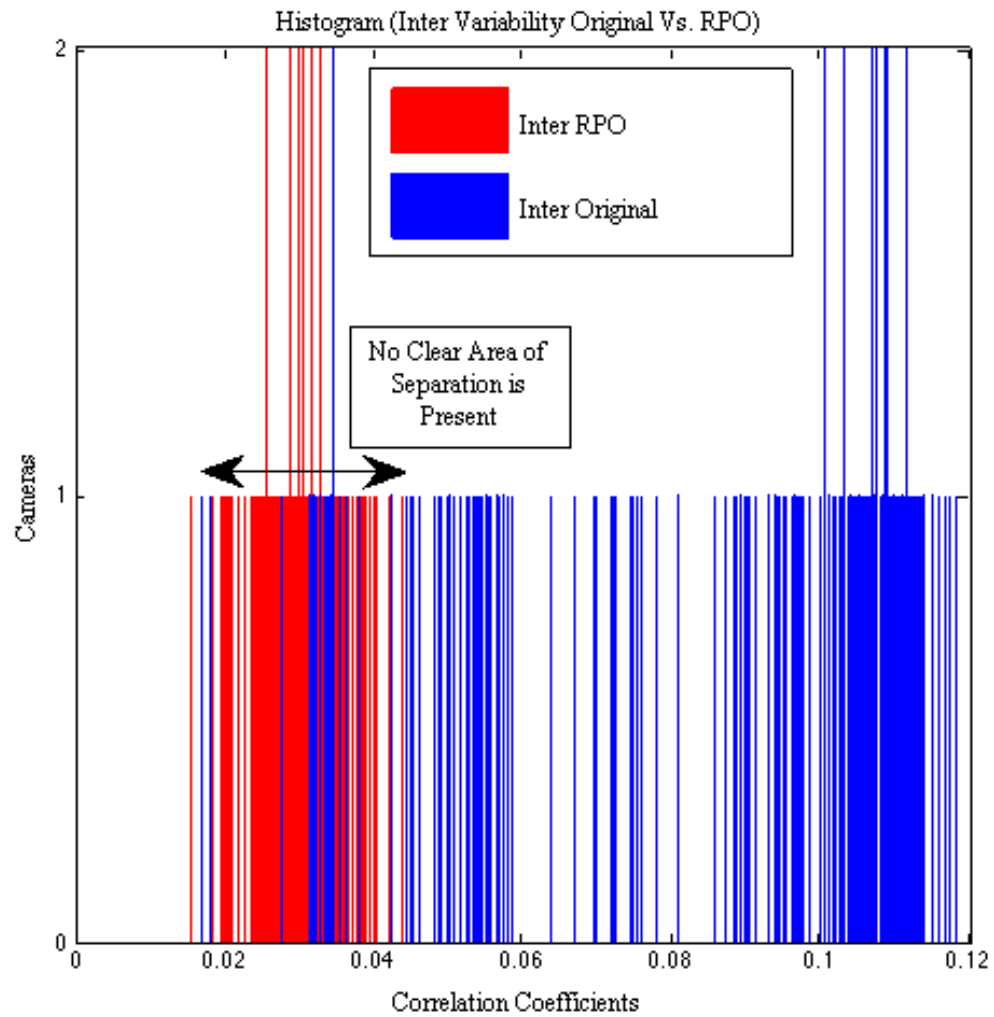 Histogram (Inter Variability Original Vs. RPO)
2
Inter RPO
Inter Original
No Clear Area of
Separation is
Present
Cameras
1
0
0 0.02 0.04 0.06 0.08 0.1 0.12
Correlation Coefficients